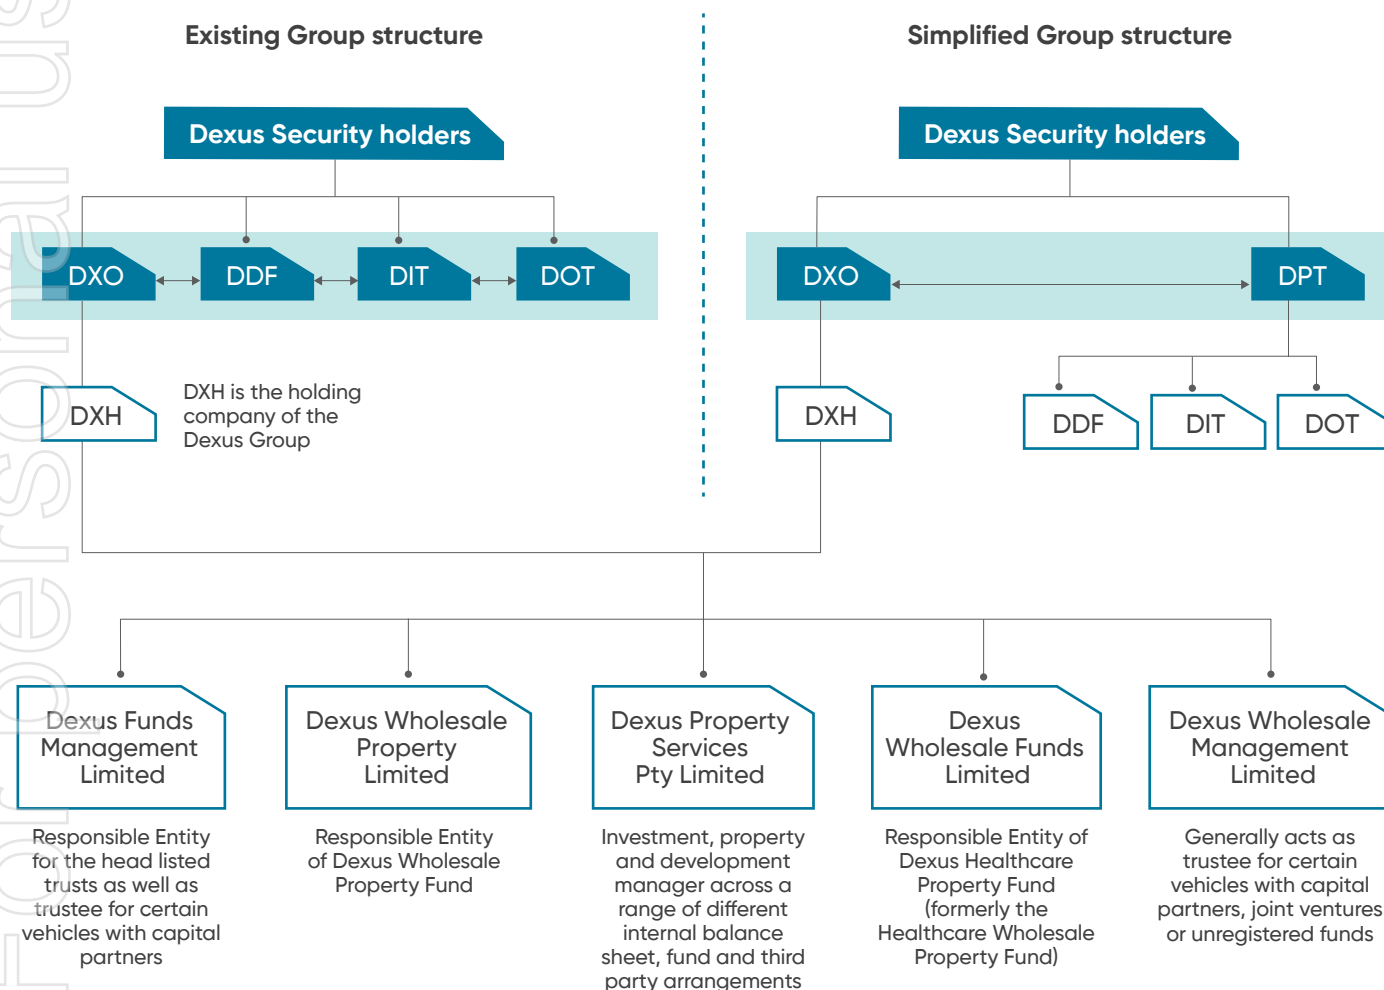 Existing Group structure
Simplified Group structure
Dexus Security holders
Dexus Security holders
DXO
DDF
DIT
DOT
DXO
DPT
DXH
DXH is the holding
company of the
Dexus Group
DXH
DDF
DIT
DOT
Dexus Funds
Management
Limited
Responsible Entity
for the head listed
trusts as well as
trustee for certain
vehicles with capital
partners
Dexus Wholesale
Property
Limited
Responsible Entity
of Dexus Wholesale
Property Fund
Dexus Property
Services
Pty Limited
Investment, property
and development
manager across a
range of different
internal balance
sheet, fund and third
party arrangements
Dexus
Wholesale Funds
Limited
Responsible Entity of
Dexus Healthcare
Property Fund
(formerly the
Healthcare Wholesale
Property Fund)
Dexus Wholesale
Management
Limited
Generally acts as
trustee for certain
vehicles with capital
partners, joint ventures
or unregistered funds
For personal us